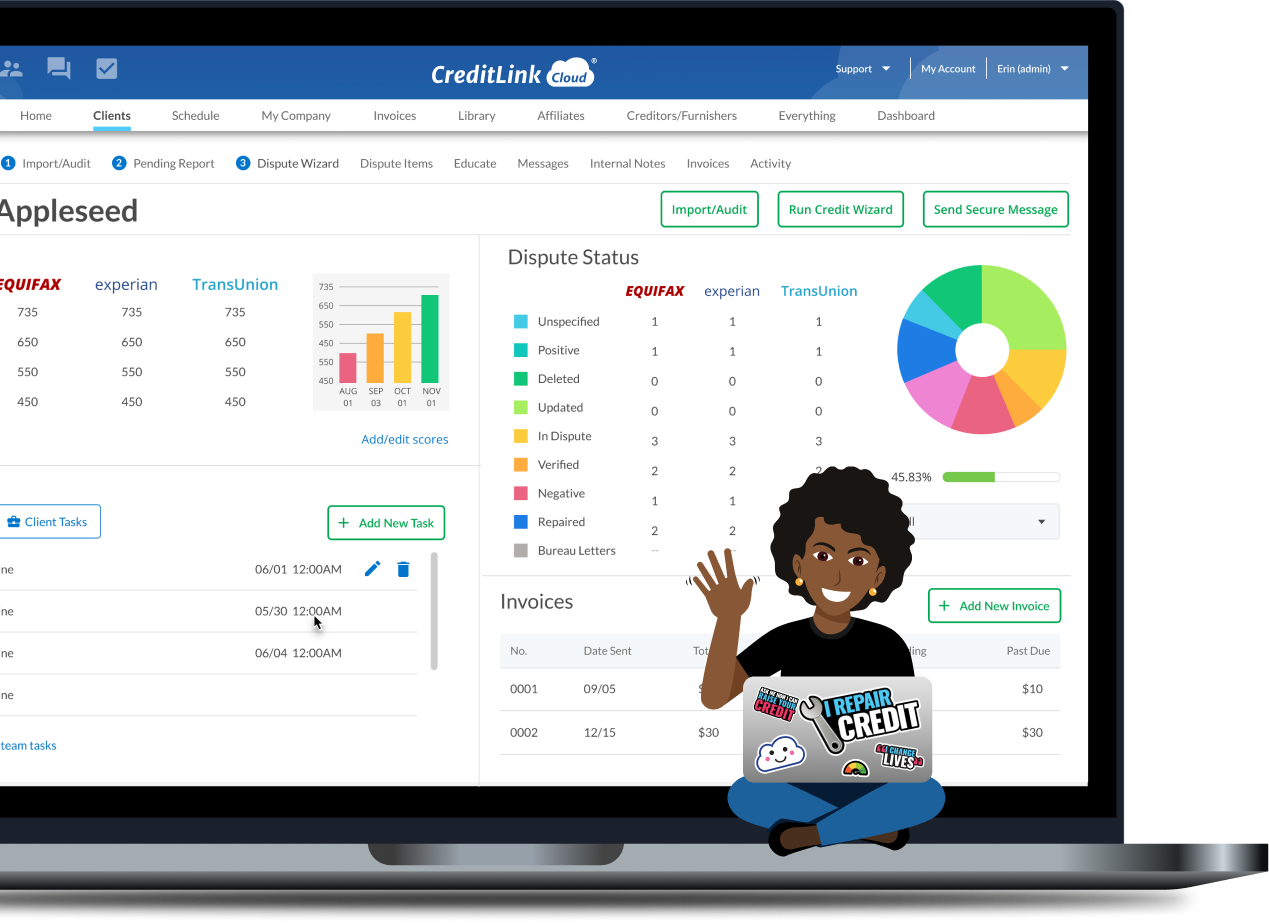 CreditLink Cloud®
Support
My Account
Erin (admin)
Home Clients Schedule My Company Invoices Library Affiliates Creditors/Furnishers Everything Dashboard
1 Import/Audit 2 Pending Report 3 Dispute Wizard Dispute Items Educate Messages Internal Notes Invoices Activity
Appleseed
Import/Audit
Run Credit Wizard
Send Secure Message
EQUIFAX experian TransUnion
735 735 735
650 650 650
550 550 550
450 450 450
735
650
550
450
550
450
AUG SEP OCT NOV
01 03 01 01
Add/edit scores
Client Tasks
+ Add New Task
ne 06/01 12:00AM
ne 05/30 12:00AM
ne 06/04 12:00AM
ne
team tasks
Dispute Status
EQUIFAX experian TransUnion
Unspecified 1 1 1
Positive 1 1 1
Deleted 0 0 0
Updated 0 0 0
In Dispute 3 3 3
Verified 2 2 2
Negative 1 1
Repaired 2 2
Bureau Letters -- --
45.83%
ll
Invoices
+ Add New Invoice
No. Date Sent Tot ing Past Due
0001 09/05 $ $10
0002 12/15 $30 $30
ASK ME HOW I CAN
RAISE YOUR
CREDIT
I REPAIR
CREDIT
I CHANGE
LIVES